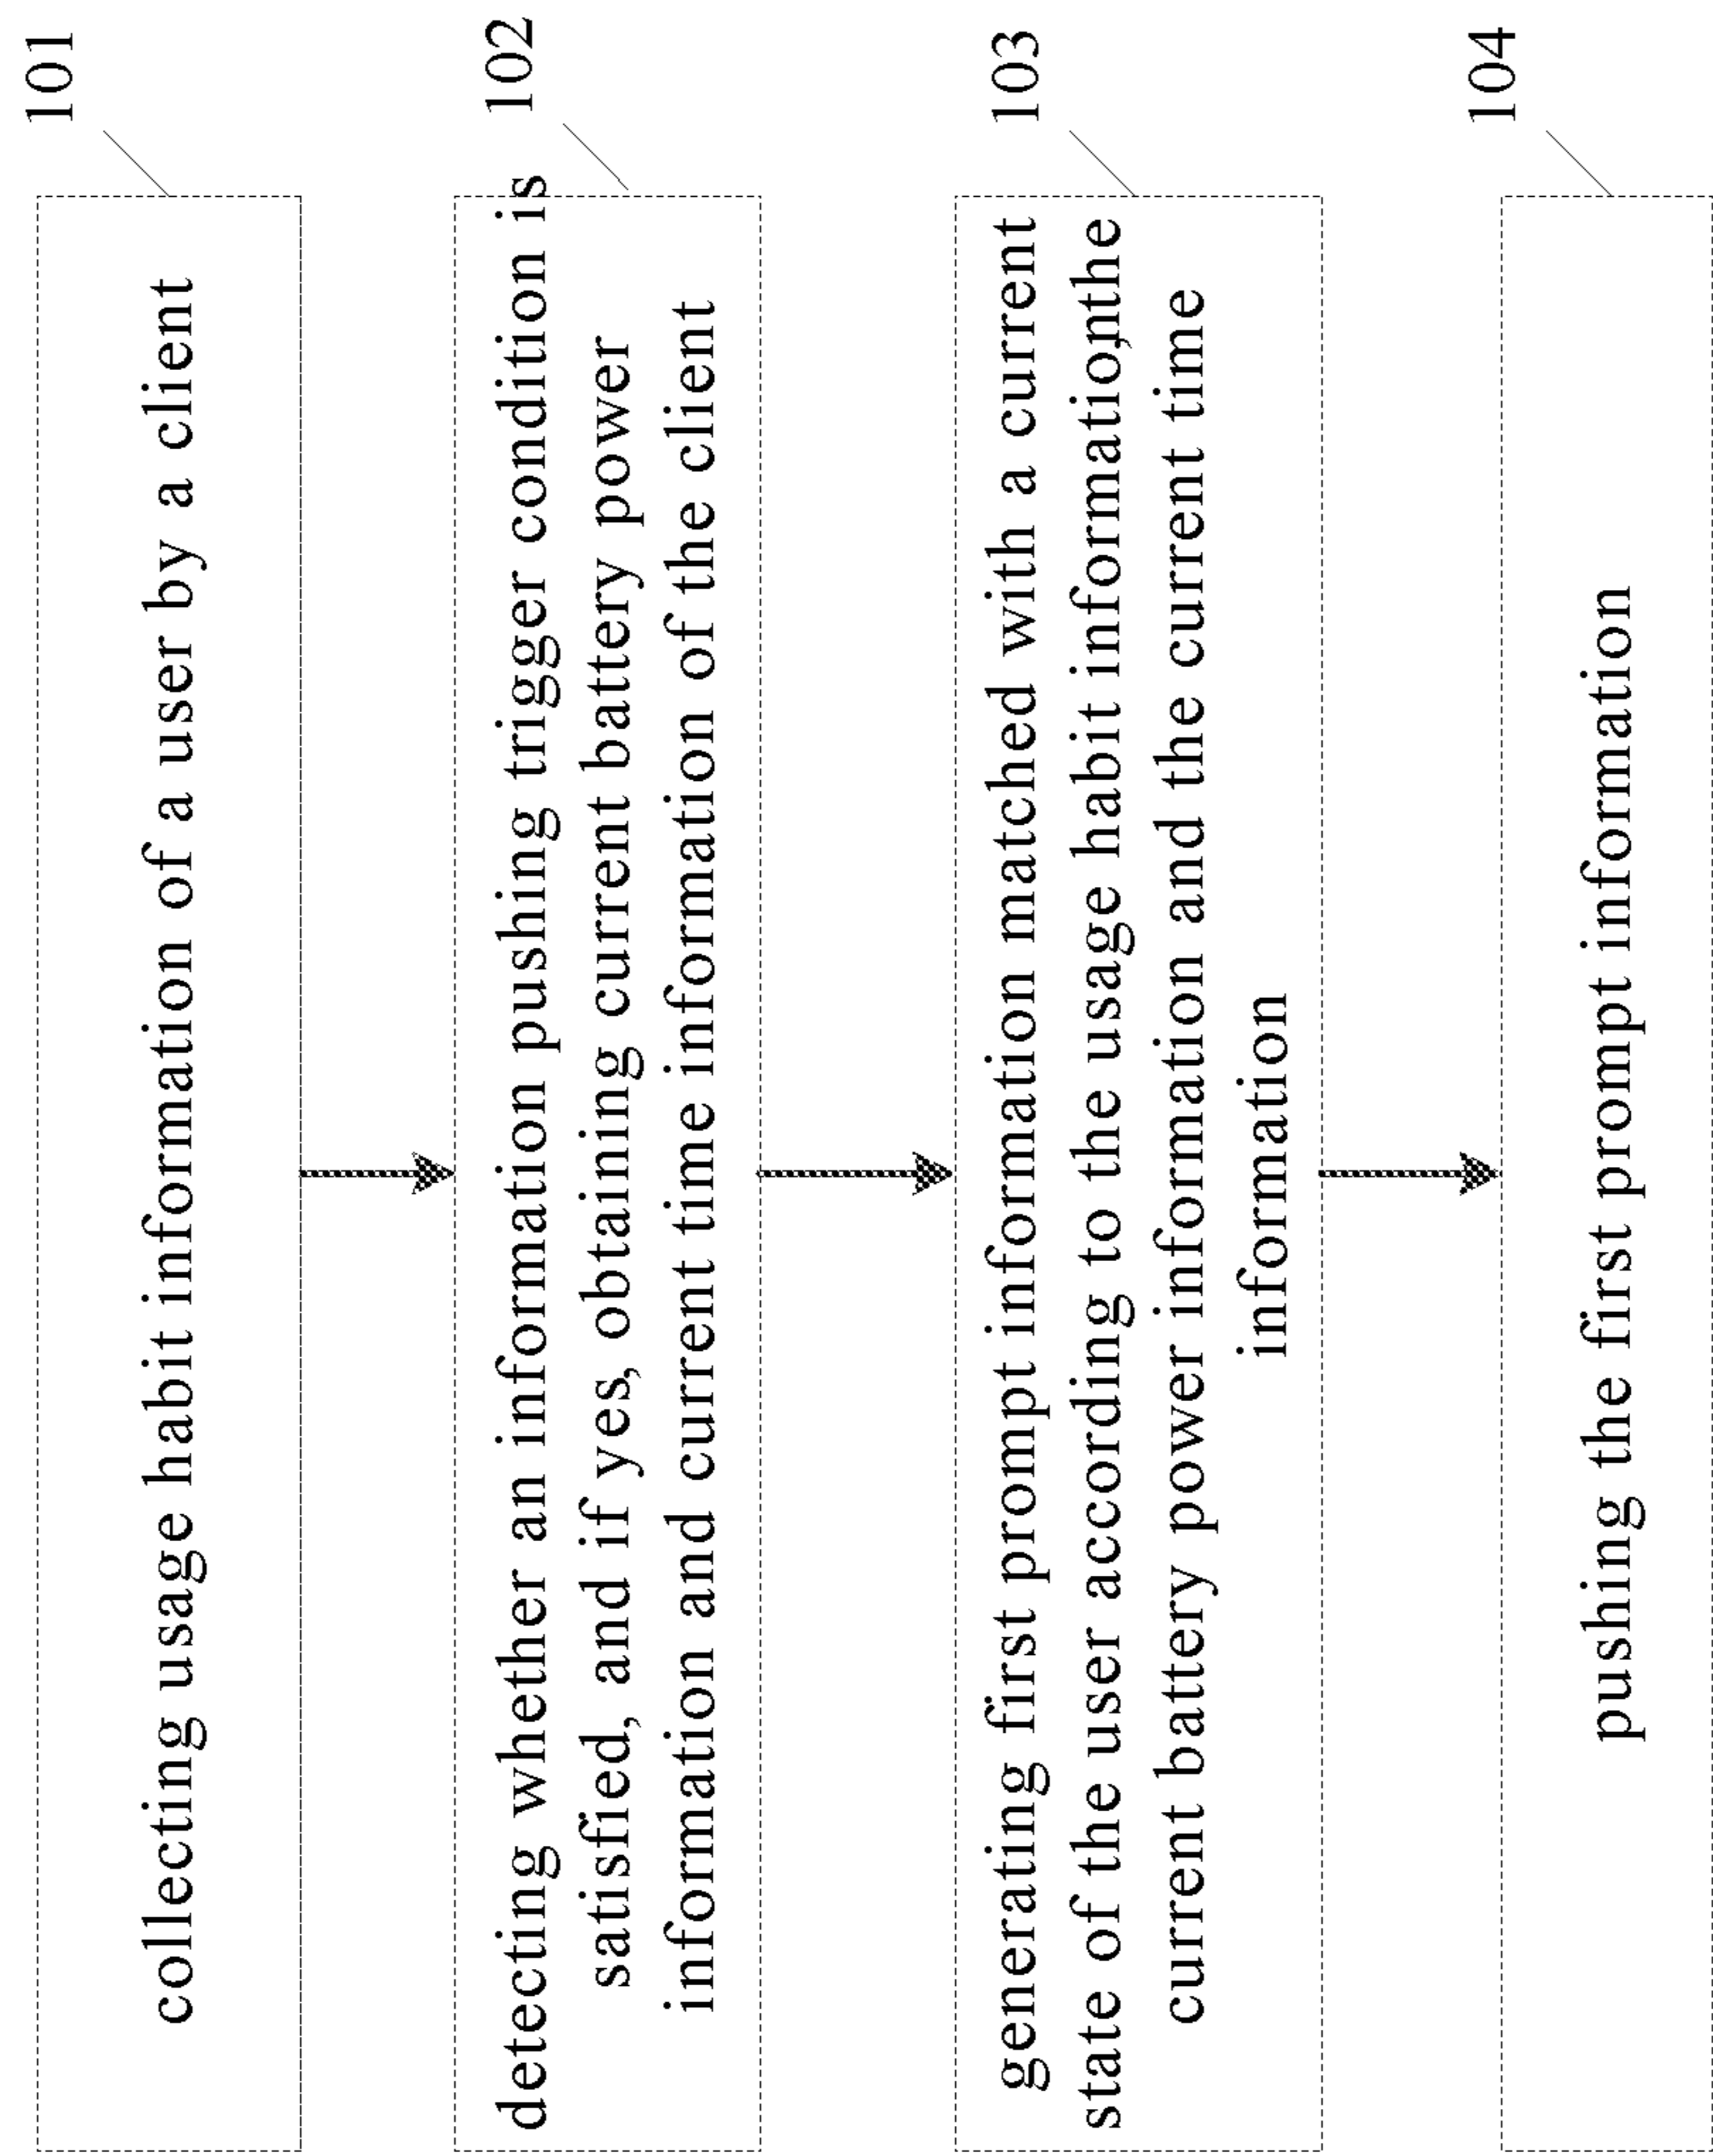 101
collecting usage habit information of a user by a client
102
detecting whether an information pushing trigger condition is
satisfied, and if yes, obtaining current battery power
information and current time information of the client
103
generating first prompt information matched with a current
state of the user according to the usage habit information, the
current battery power information and the current time
information
104
pushing the first prompt information